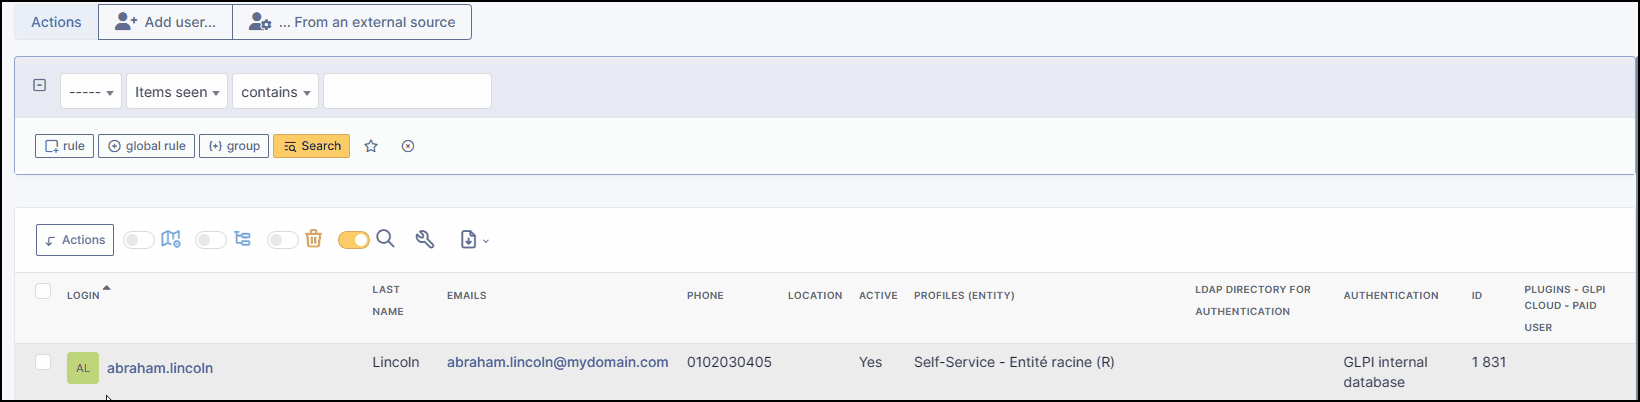 Actions Add user... ... From an external source
----- Items seen contains
rule global rule {+} group Search
Actions
LOGIN LAST NAME EMAILS PHONE LOCATION ACTIVE PROFILES (ENTITY) LDAP DIRECTORY FOR AUTHENTICATION AUTHENTICATION ID PLUGINS - GLPI CLOUD - PAID USER
AL abraham.lincoln Lincoln abraham.lincoln@mydomain.com 0102030405 Yes Self-Service - Entité racine (R) GLPI internal database 1 831